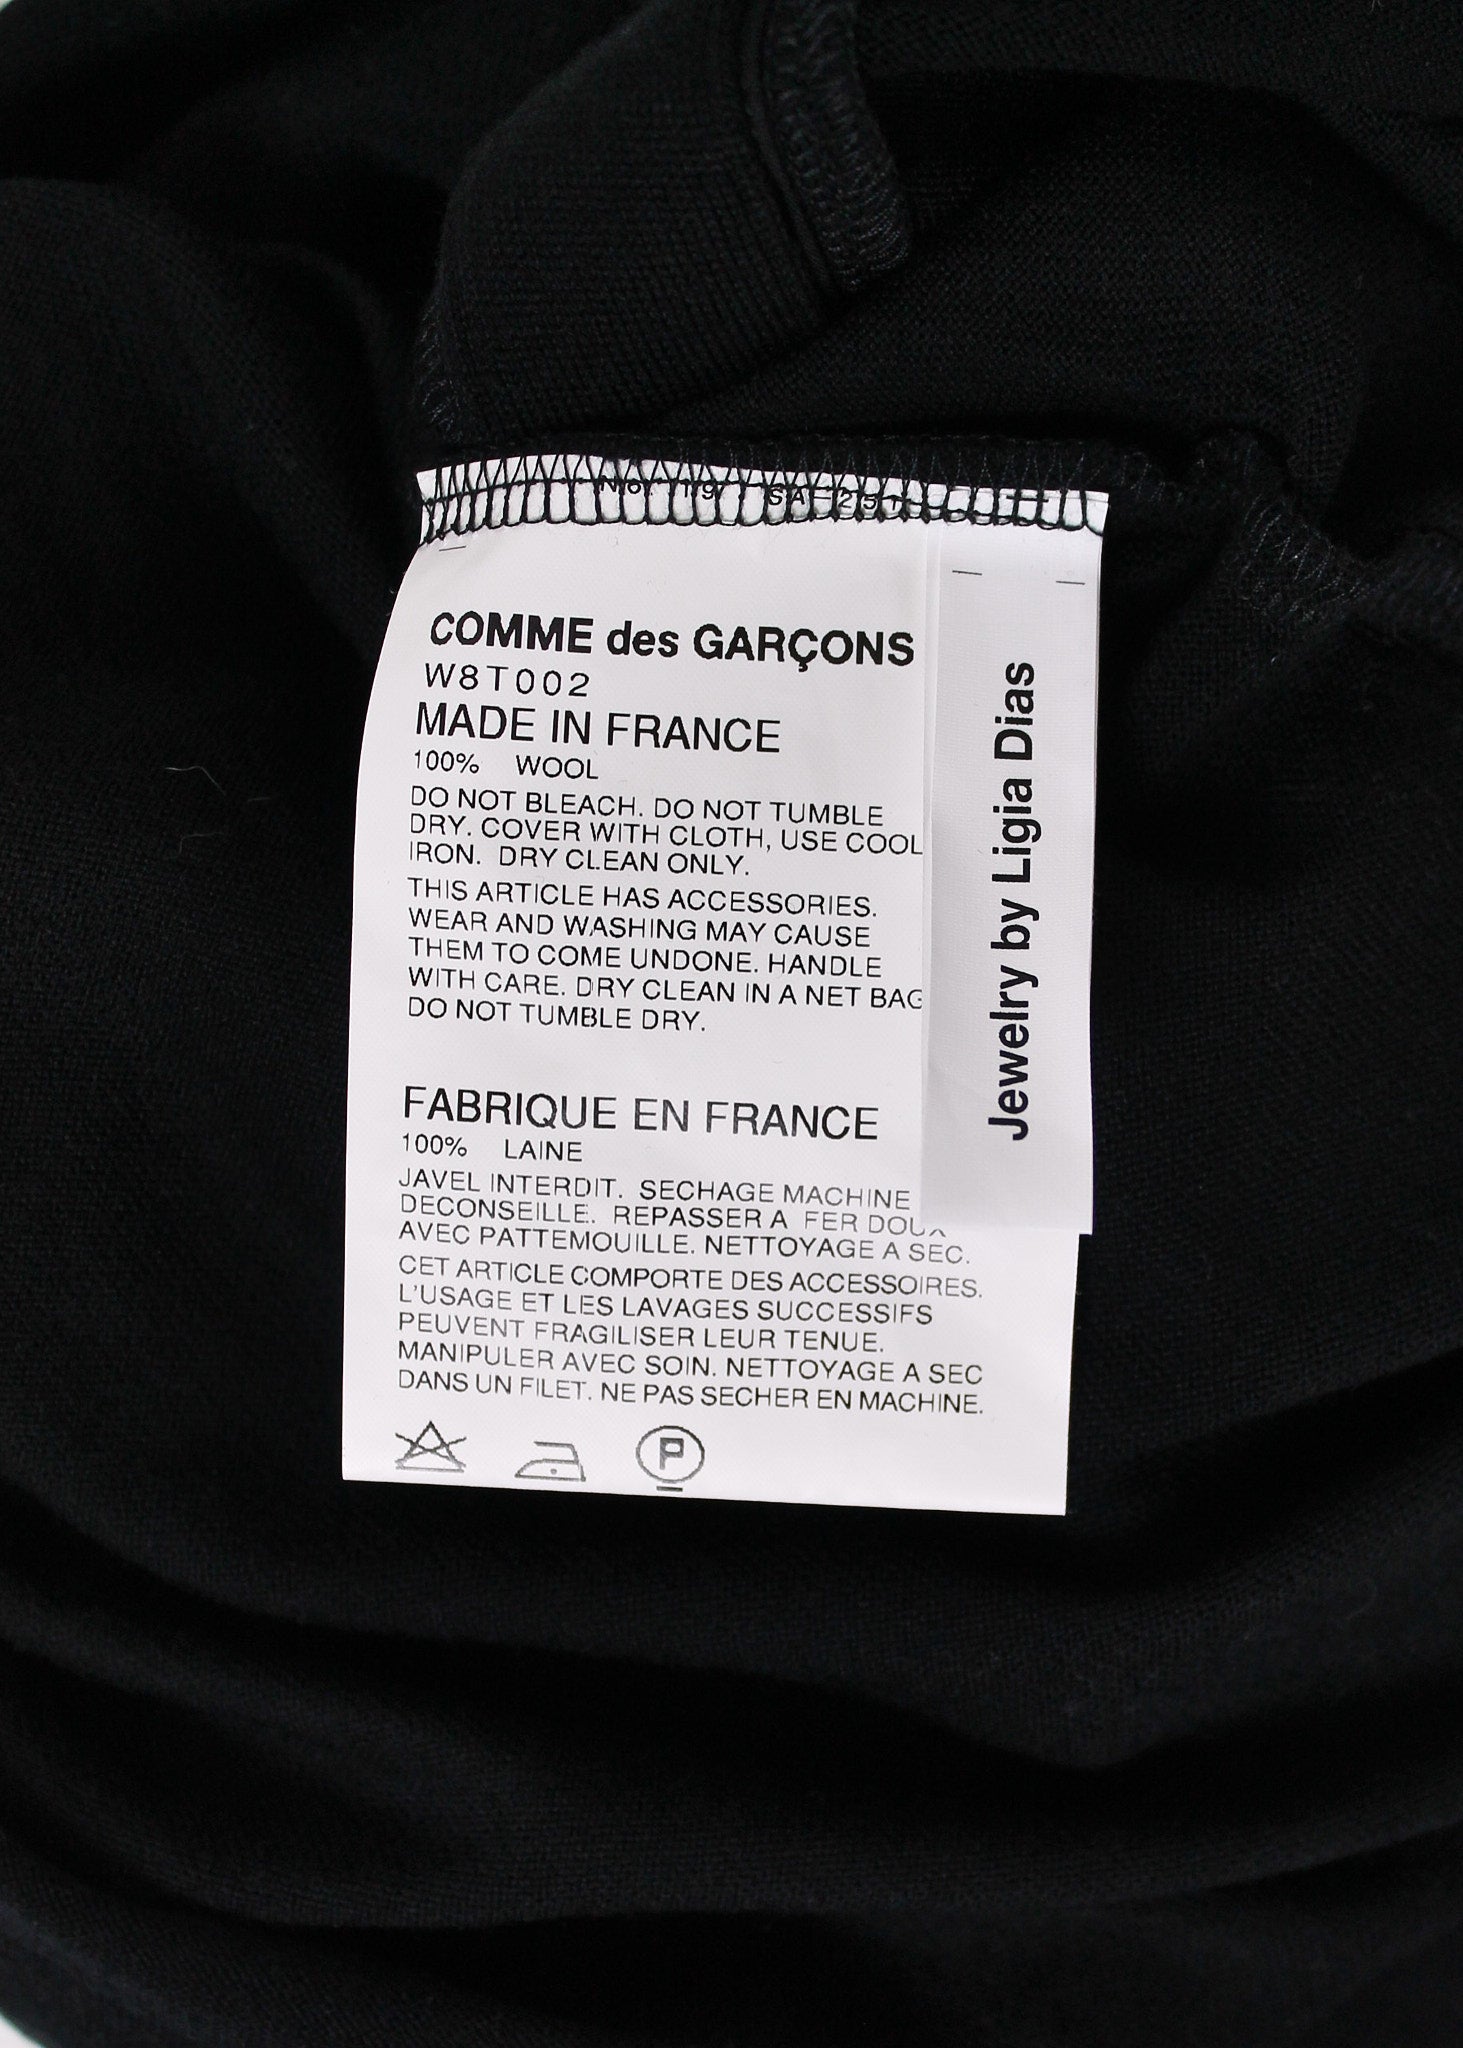 No 19 SA-251
COMME des GARÇONS
W8T002
MADE IN FRANCE
100% WOOL
DO NOT BLEACH. DO NOT TUMBLE
DRY. COVER WITH CLOTH, USE COOL
IRON. DRY CLEAN ONLY.
THIS ARTICLE HAS ACCESSORIES.
WEAR AND WASHING MAY CAUSE
THEM TO COME UNDONE. HANDLE
WITH CARE. DRY CLEAN IN A NET BAG
DO NOT TUMBLE DRY.
FABRIQUE EN FRANCE
100% LAINE
JAVEL INTERDIT. SECHAGE MACHINE
DECONSEILLE. REPASSER A FER DOUX
AVEC PATTEMOUILLE. NETTOYAGE A SEC.
CET ARTICLE COMPORTE DES ACCESSOIRES.
L'USAGE ET LES LAVAGES SUCCESSIFS
PEUVENT FRAGILISER LEUR TENUE.
MANIPULER AVEC SOIN. NETTOYAGE A SEC
DANS UN FILET. NE PAS SECHER EN MACHINE.
P
Jewelry by Ligia Dias